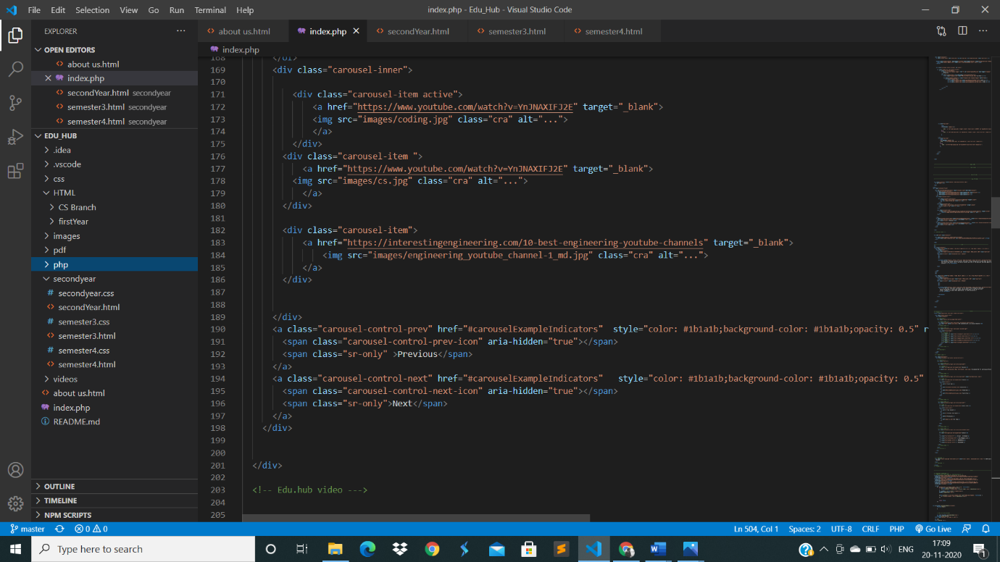 File Edit Selection View Go Run Terminal Help
index.php - Edu_Hub - Visual Studio Code
EXPLORER
OPEN EDITORS
about us.html
index.php
secondYear.html secondyear
semester3.html secondyear
semester4.html secondyear
EDU_HUB
.idea
.vscode
css
HTML
CS Branch
firstYear
images
pdf
php
secondyear
secondyear.css
secondYear.html
semester3.css
semester3.html
semester4.css
semester4.html
videos
about us.html
index.php
README.md
OUTLINE
TIMELINE
NPM SCRIPTS
about us.html index.php secondYear.html semester3.html semester4.html
index.php
168 </ol>
169 <div class="carousel-inner">
170
171 <div class="carousel-item active">
172 <a href="https://www.youtube.com/watch?v=YnJNAXIFJ2E" target="_blank">
173 <img src="images/coding.jpg" class="cra" alt="...">
174 </a>
175 </div>
176 <div class="carousel-item ">
177 <a href="https://www.youtube.com/watch?v=YnJNAXIFJ2E" target="_blank">
178 <img src="images/cs.jpg" class="cra" alt="...">
179 </a>
180 </div>
181
182 <div class="carousel-item">
183 <a href="https://interestingengineering.com/10-best-engineering-youtube-channels" target="_blank">
184 <img src="images/engineering_youtube_channel-1_md.jpg" class="cra" alt="...">
185 </a>
186 </div>
187
188
189 </div>
190 <a class="carousel-control-prev" href="#carouselExampleIndicators"  style="color: #1b1a1b;background-color: #1b1a1b;opacity: 0.5" r
191 <span class="carousel-control-prev-icon" aria-hidden="true"></span>
192 <span class="sr-only" >Previous</span>
193 </a>
194 <a class="carousel-control-next" href="#carouselExampleIndicators"   style="color: #1b1a1b;background-color: #1b1a1b;opacity: 0.5"
195 <span class="carousel-control-next-icon" aria-hidden="true"></span>
196 <span class="sr-only">Next</span>
197 </a>
198 </div>
199
200
201 </div>
202
203 <!-- Edu.hub video --->
204
205
master 0 0 Ln 504, Col 1 Spaces: 2 UTF-8 CRLF PHP Go Live
Type here to search
ENG
17:09
20-11-2020
1